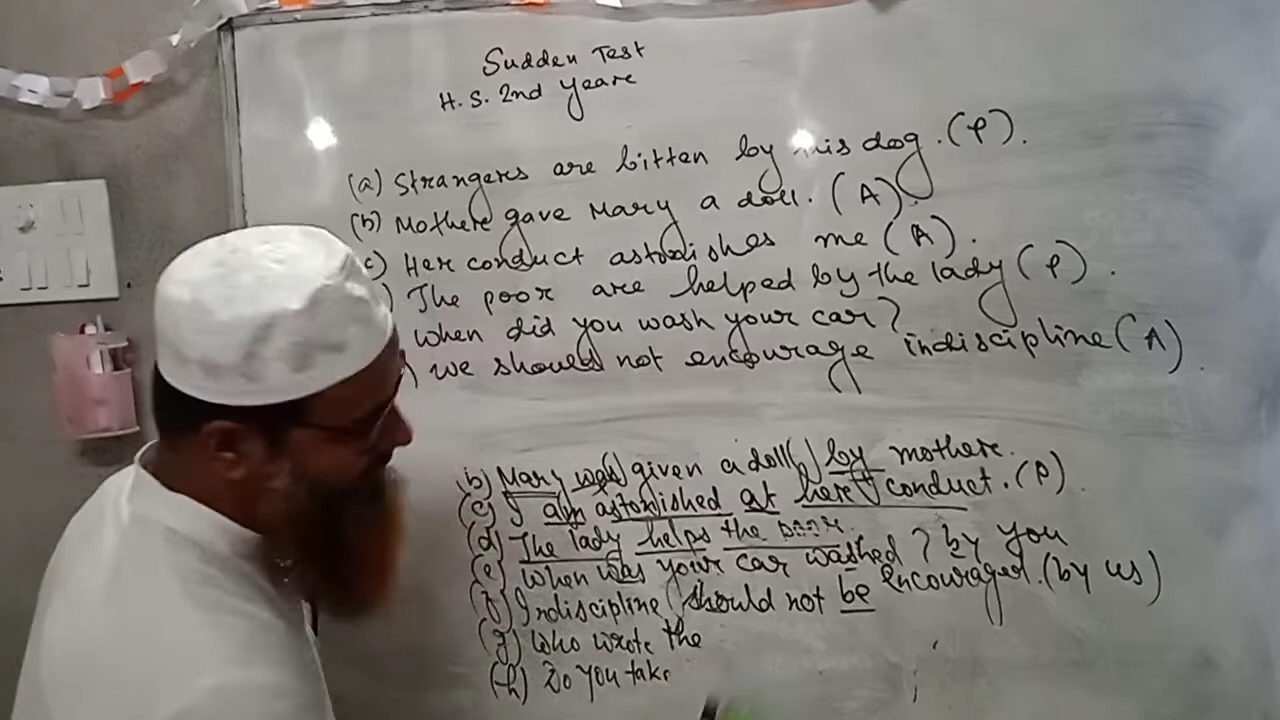 Sudden Test
H.S. 2nd Yeare
(a) Strangers are bitten by his dog. (P).
(b) Mothere gave Mary a doll. (A).
c) Her conduct astonishes me (A).
) The poor are helped by the lady (P).
When did you wash your car?
) We should not encourage indiscipline (A)
b) Mary was given a doll by mothere.
(c) I am astonished at here conduct. (P).
(d) The lady helps the poor.
(e) When was your car washed? by you
(f) Indiscipline should not be encouraged. (by us)
(g) Who wrote the
(h) Do you take